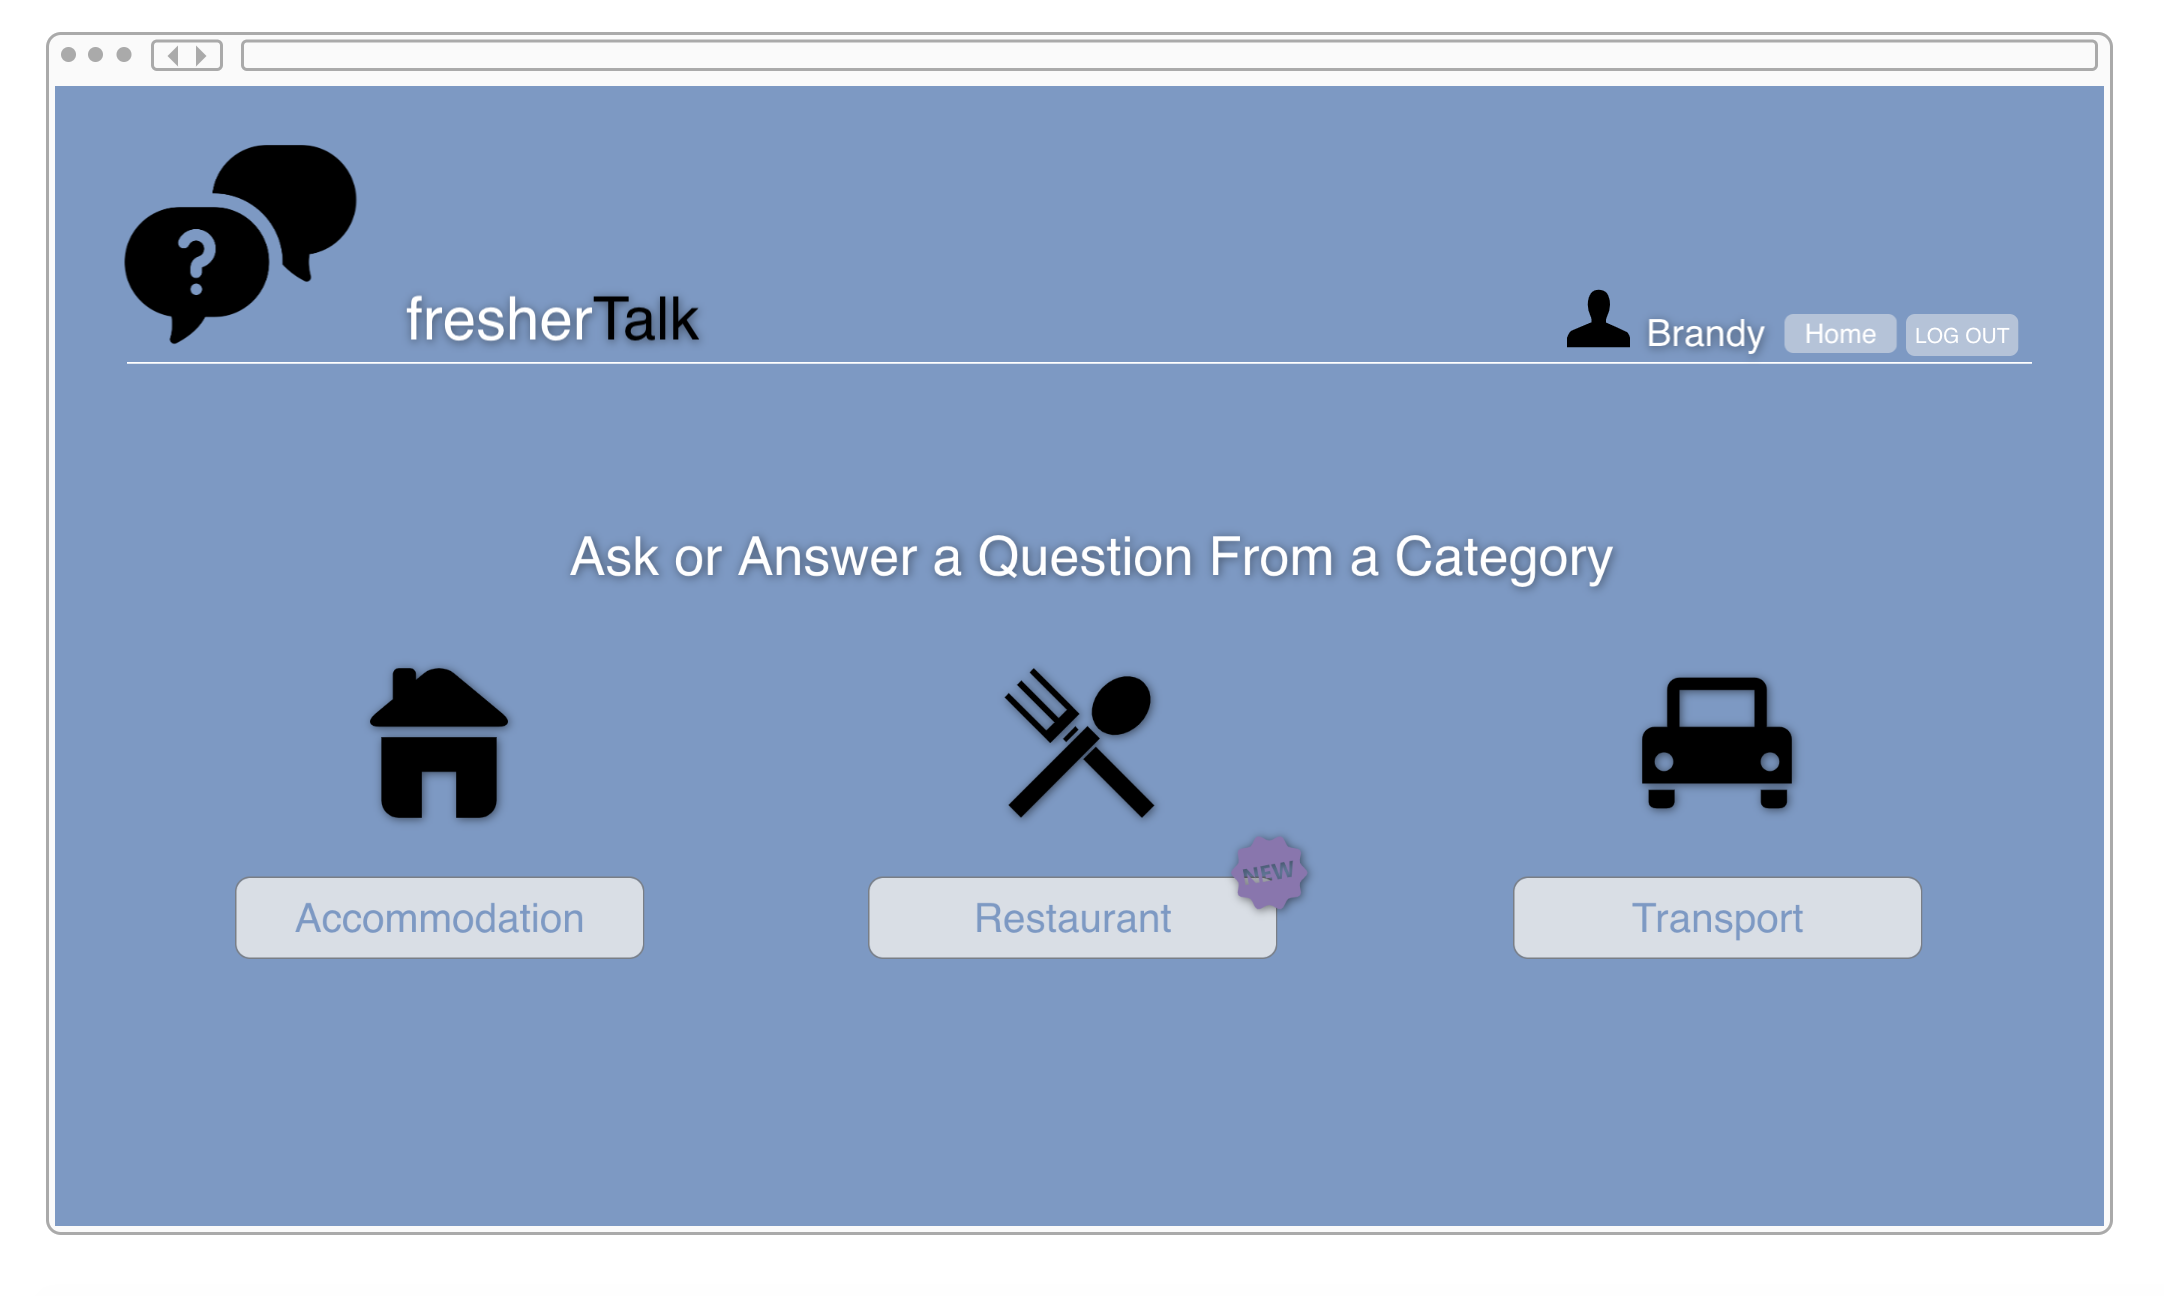 ?
fresherTalk
Brandy Home LOG OUT
Ask or Answer a Question From a Category
NEW
Accommodation
Restaurant
Transport